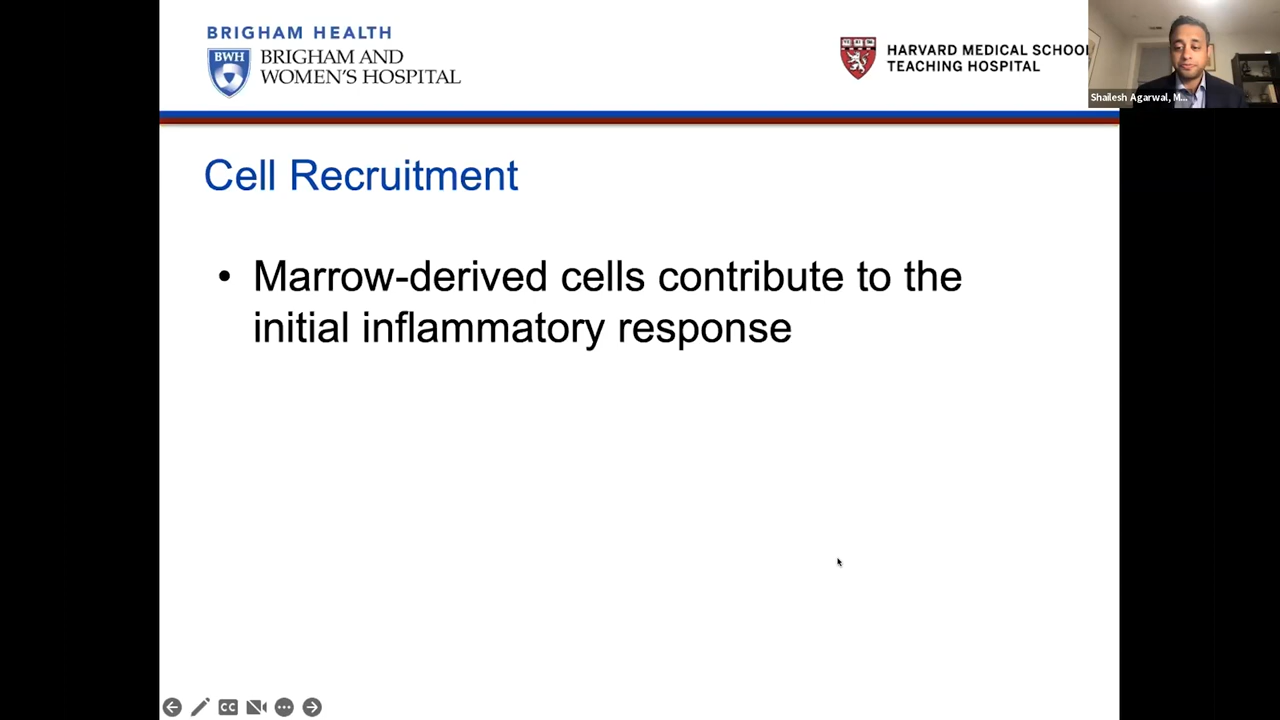 BRIGHAM HEALTH
BWH
BRIGHAM AND
WOMEN'S HOSPITAL
HARVARD MEDICAL SCHOOL
TEACHING HOSPITAL
Shailesh Agarwal, M...
Cell Recruitment
• Marrow-derived cells contribute to the
initial inflammatory response
CC